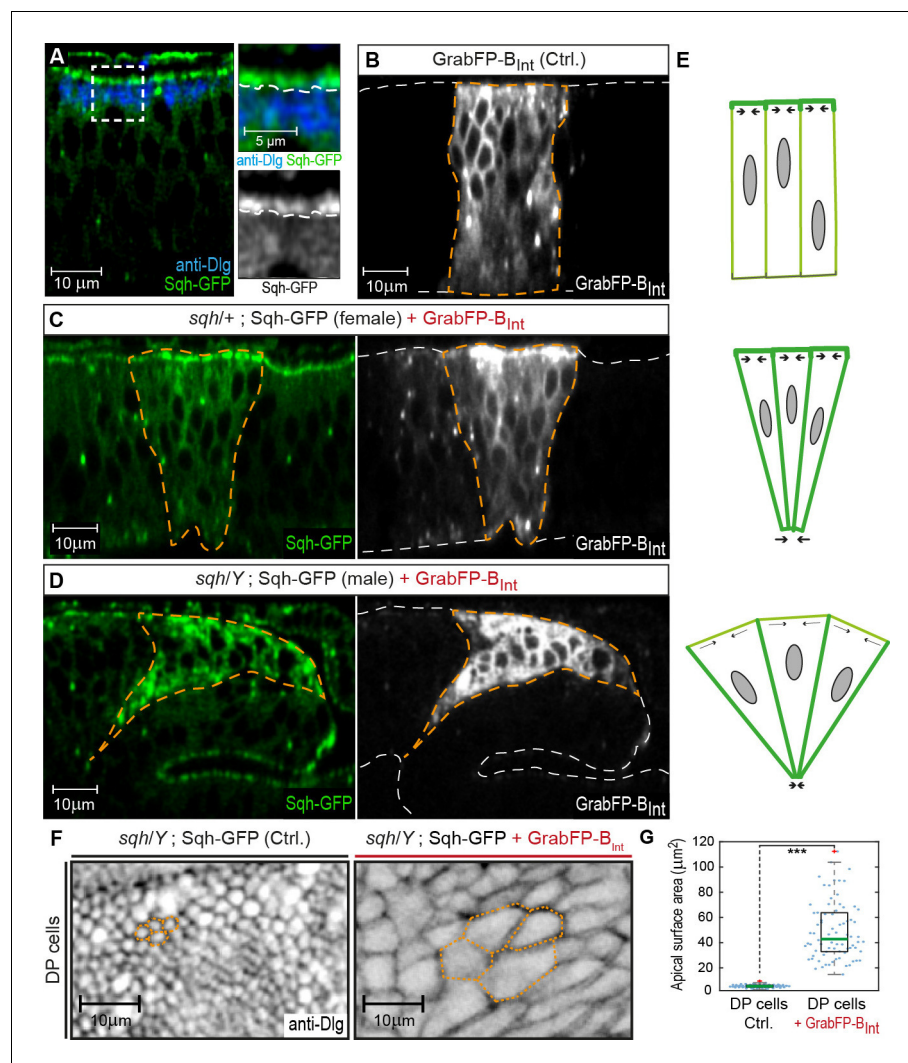 A
5 µm
anti-Dlg Sqh-GFP
anti-Dlg
Sqh-GFP
10 µm
Sqh-GFP
B
GrabFP-BInt (Ctrl.)
10µm
GrabFP-BInt
C
sqh/+ ; Sqh-GFP (female) + GrabFP-BInt
10µm
Sqh-GFP
GrabFP-BInt
D
sqh/Y ; Sqh-GFP (male) + GrabFP-BInt
10µm
Sqh-GFP
GrabFP-BInt
E
F
sqh/Y ; Sqh-GFP (Ctrl.)
sqh/Y ; Sqh-GFP + GrabFP-BInt
DP cells
10µm
anti-Dlg
10µm
G
Apical surface area (µm²)
120
100
80
60
40
20
0
***
DP cells
Ctrl.
DP cells
+ GrabFP-BInt